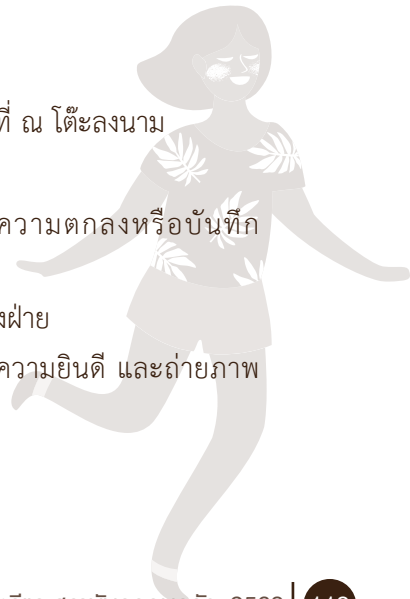 ที่ ณ โต๊ะลงนาม
ความตกลงหรือบันทึก
งฝ่าย
ความยินดี และถ่ายภาพ